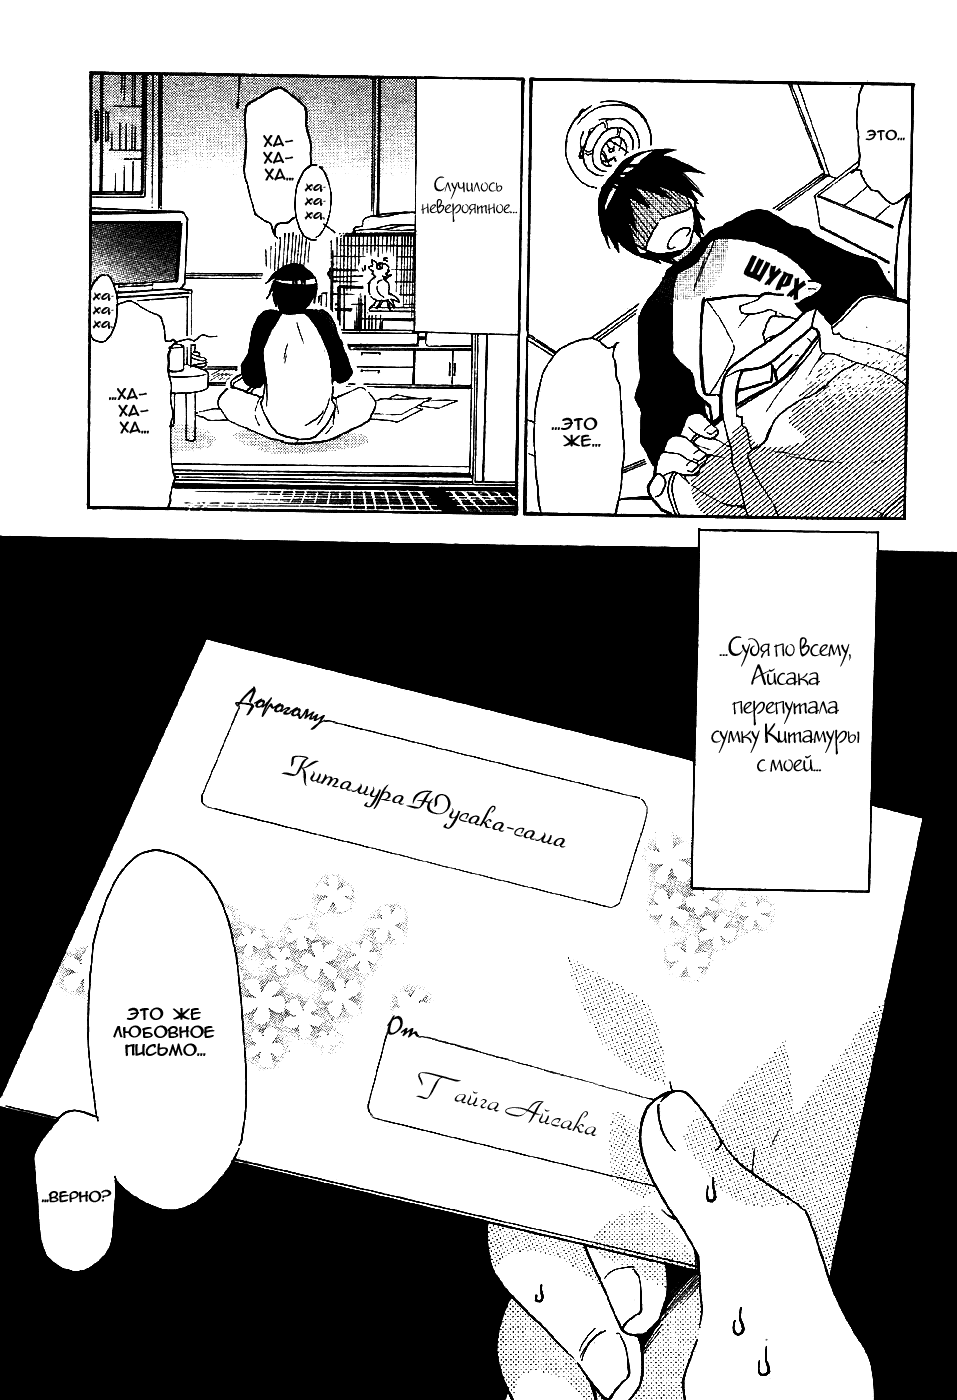 ЭТО...
ШУРХ
...ЭТО
ЖЕ...
Случилось
невероятное...
ХА-
ХА-
ХА...
ха-
ха-
ха.
ха-
ха-
ха.
...ХА-
ХА-
ХА...
...Судя по всему,
Айсака
перепутала
сумку Китамуры
с моей...
Дорогому
Китамура Юусака-сама
От
Тайга Айсака
ЭТО ЖЕ
ЛЮБОВНОЕ
ПИСЬМО...
...ВЕРНО?